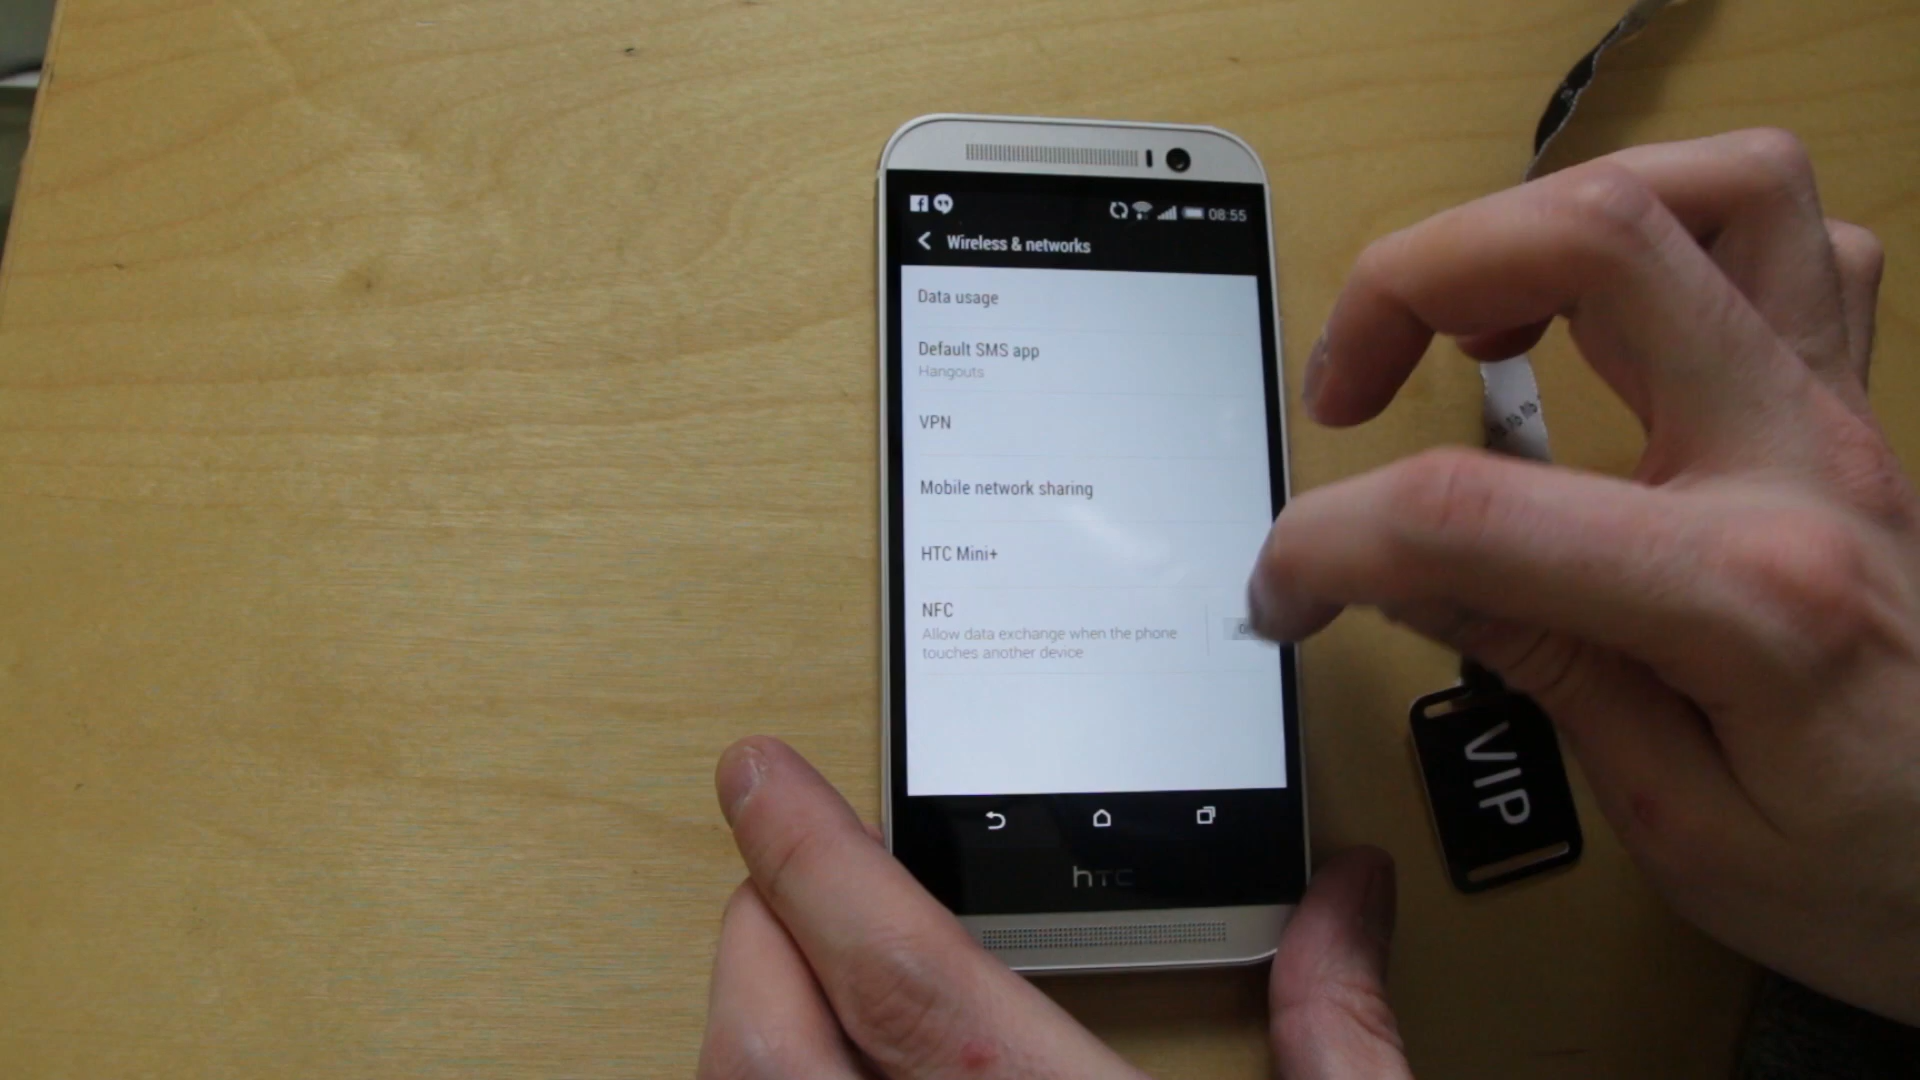 08:55
Wireless & networks
Data usage
Default SMS app
Hangouts
VPN
Mobile network sharing
HTC Mini+
NFC
Allow data exchange when the phone
touches another device
hTC
VIP